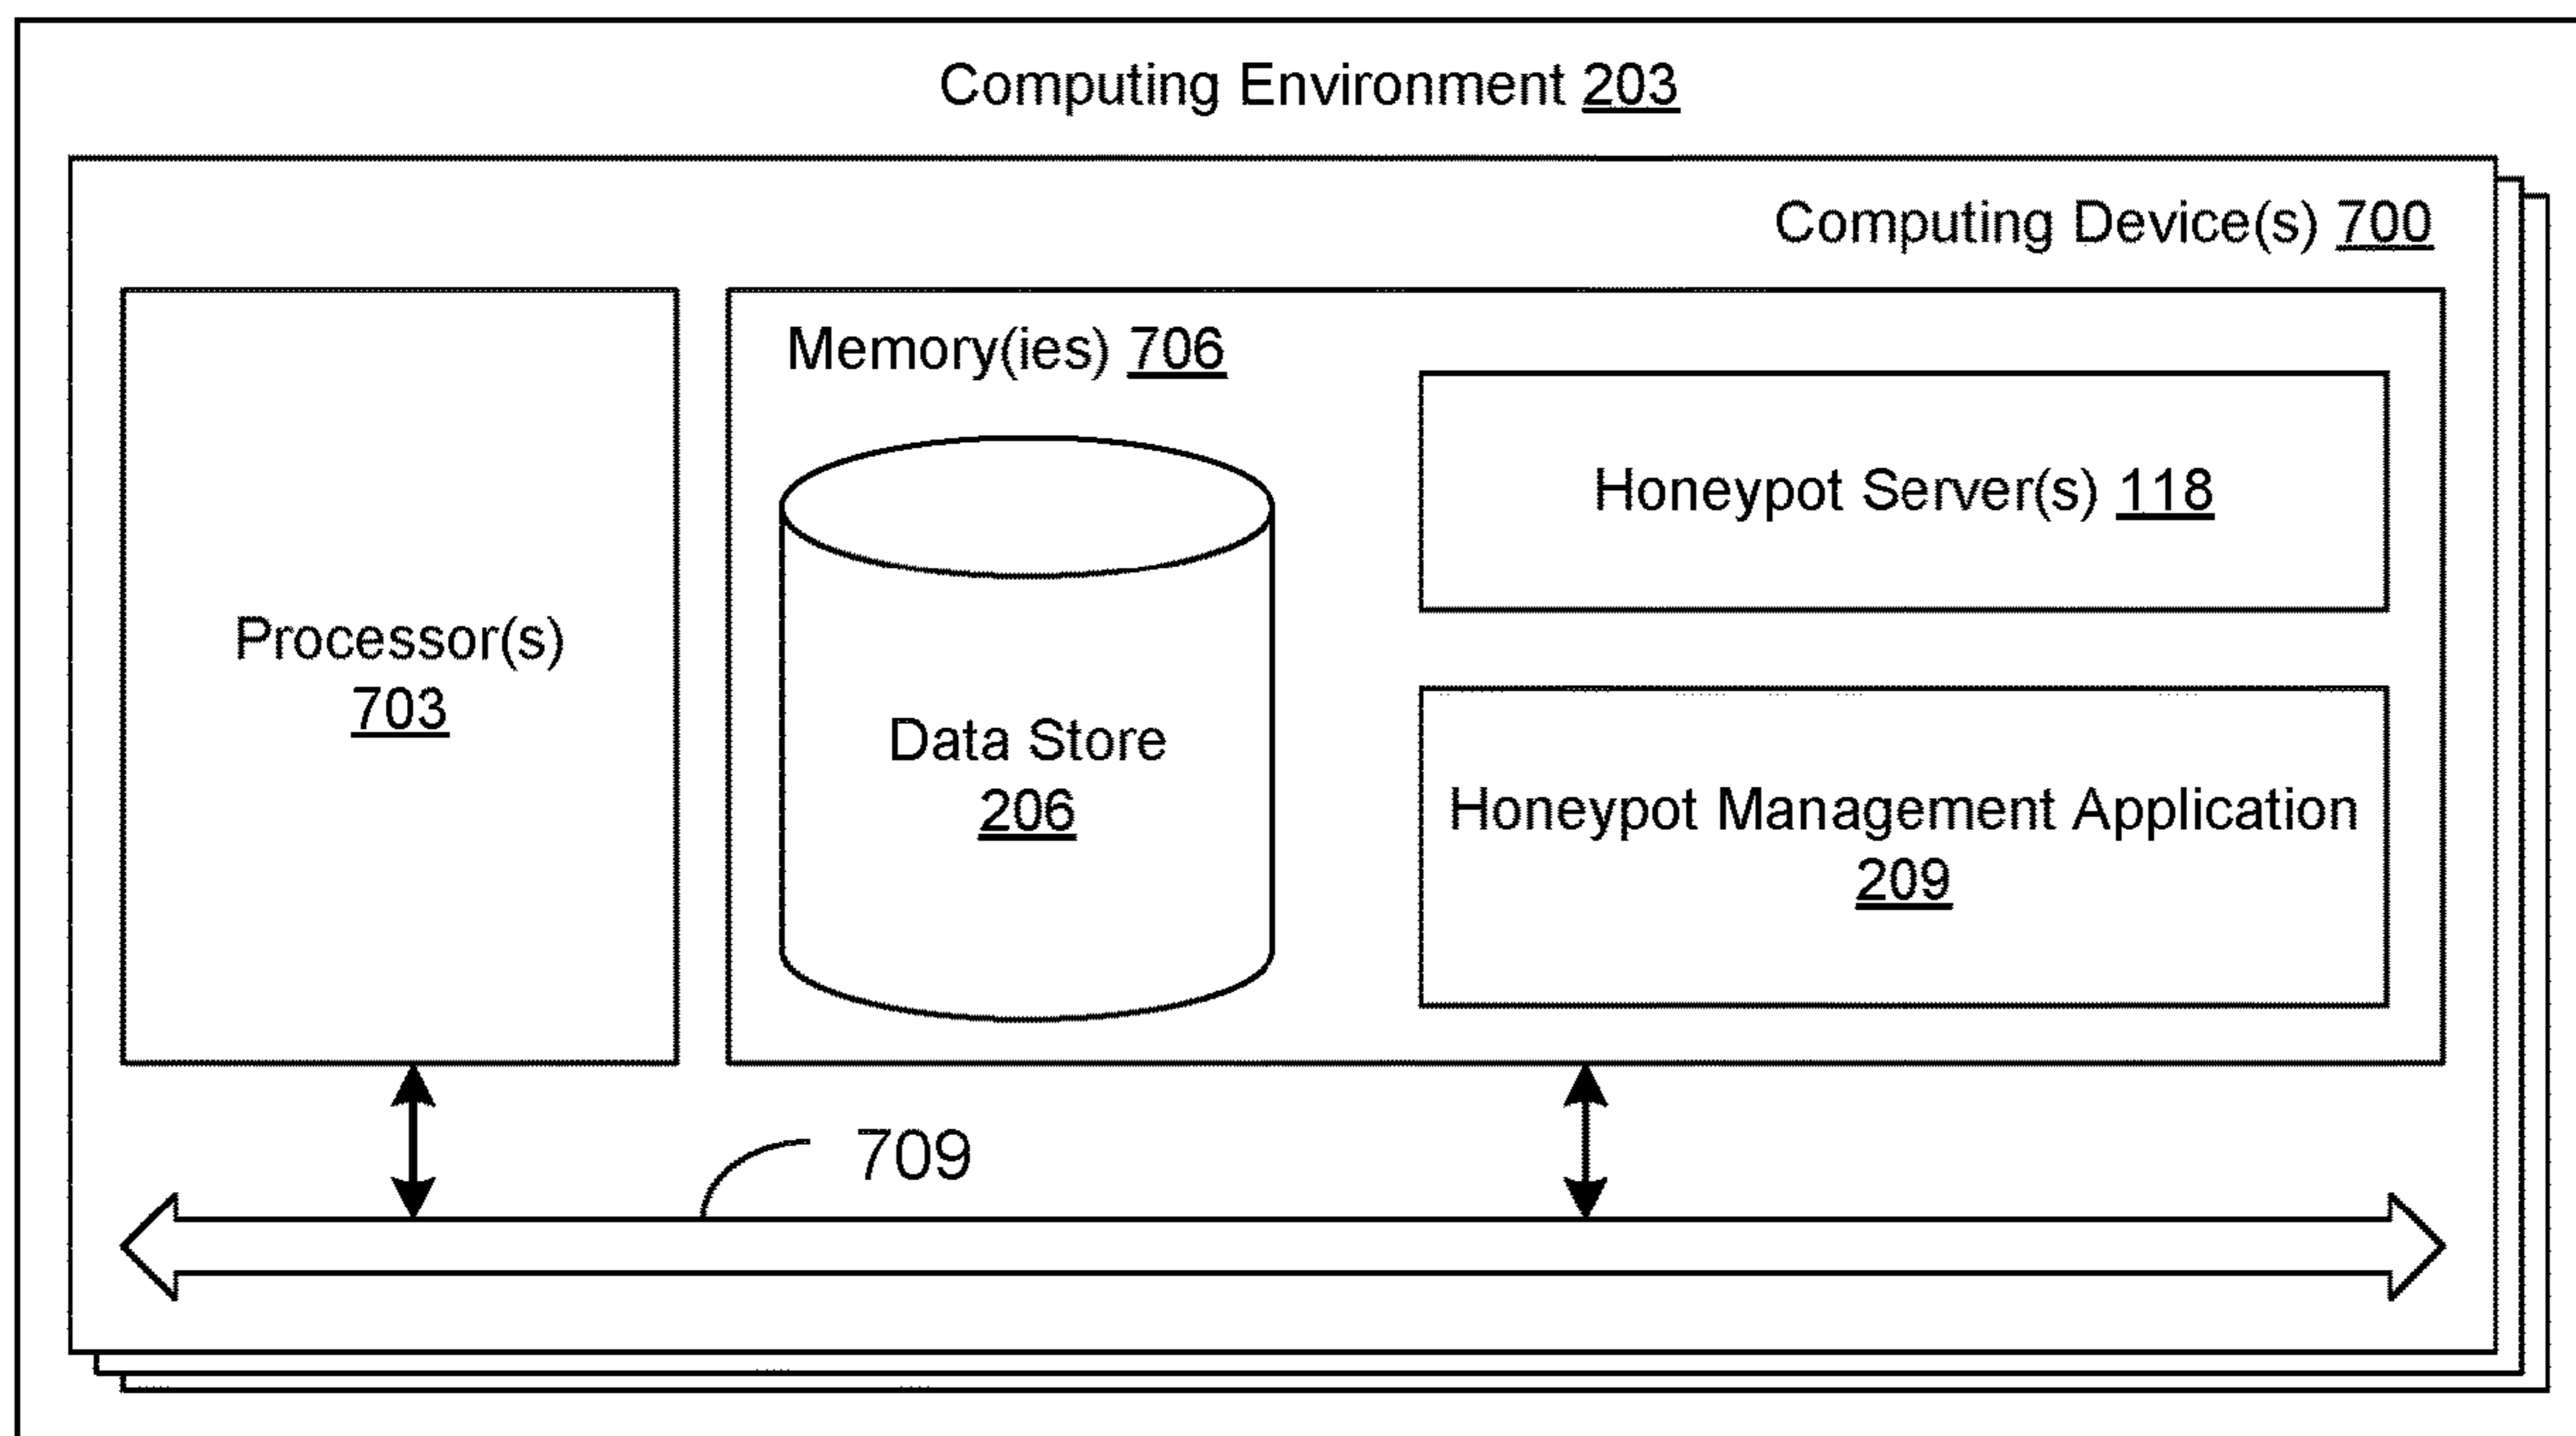 Computing Environment 203
Computing Device(s) 700
Processor(s)
703
Memory(ies) 706
Data Store
206
Honeypot Server(s) 118
Honeypot Management Application
209
709